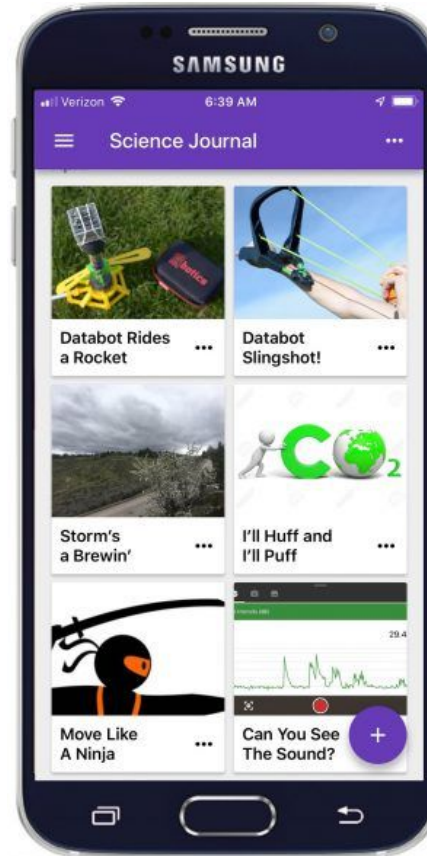 SAMSUNG
Verizon
6:39 AM
Science Journal
Databot Rides
a Rocket
Databot
Slingshot!
Storm's
a Brewin'
CO2
I'll Huff and
I'll Puff
29.4
Move Like
A Ninja
Can You See
The Sound?